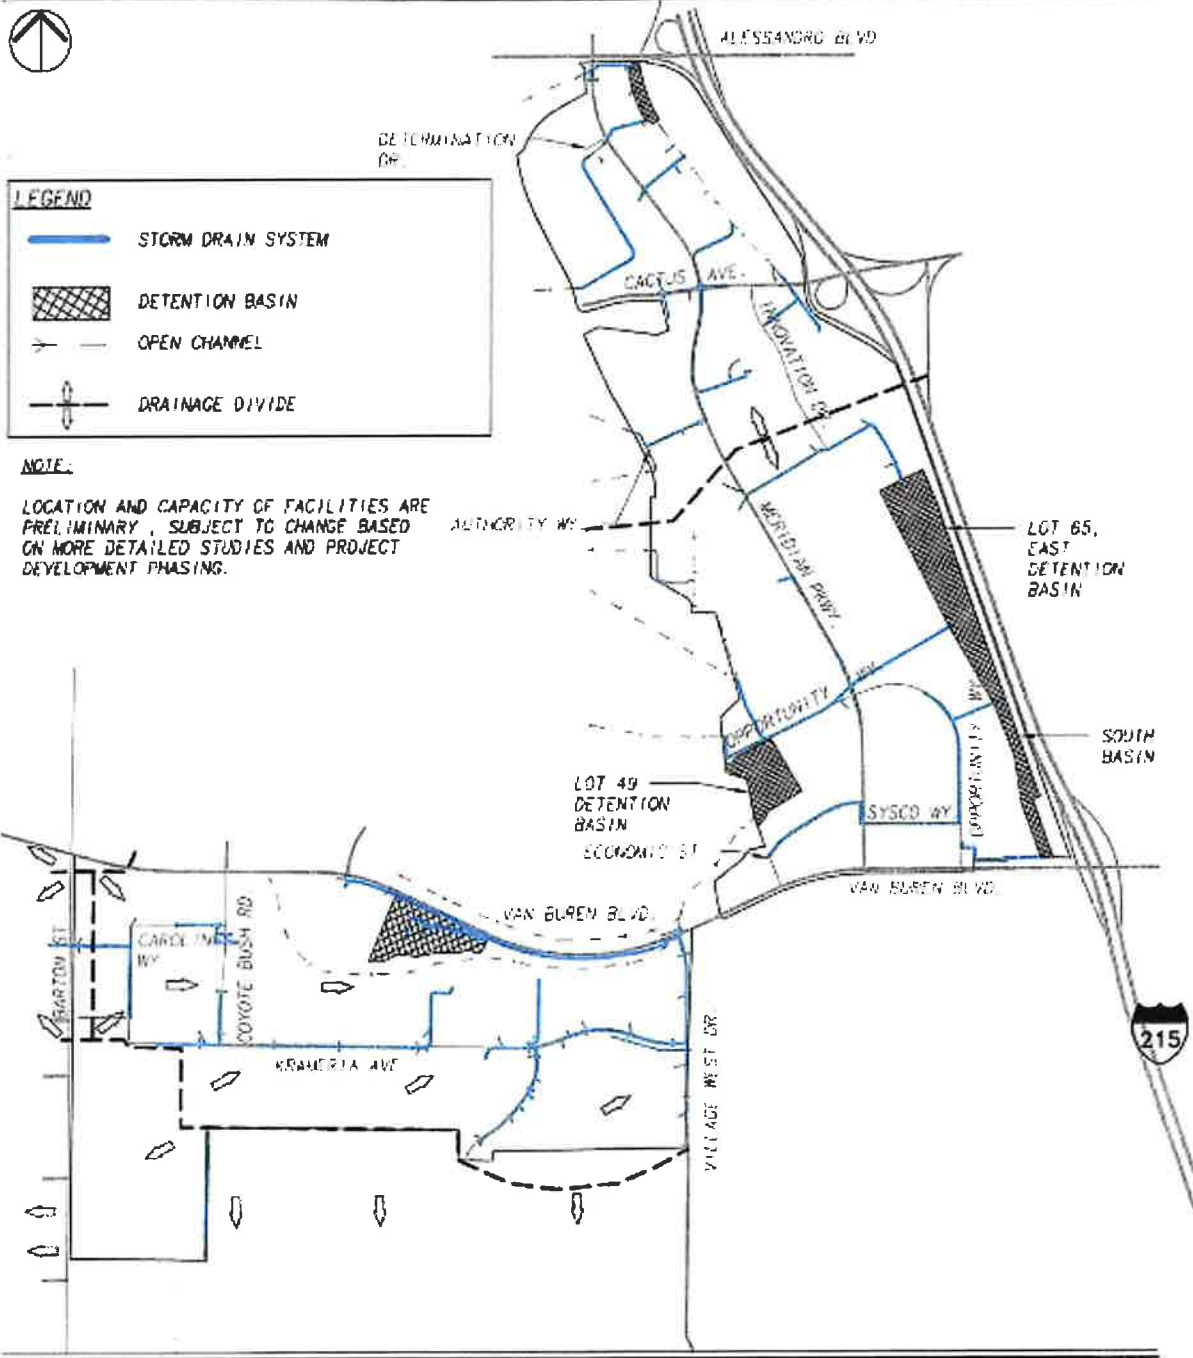 ALESSANDRO BLVD
DETERMINATION
DR.
LEGEND
STORM DRAIN SYSTEM
DETENTION BASIN
OPEN CHANNEL
DRAINAGE DIVIDE
CACTUS AVE.
INNOVATION DR.
NOTE:
LOCATION AND CAPACITY OF FACILITIES ARE
PRELIMINARY , SUBJECT TO CHANGE BASED
ON MORE DETAILED STUDIES AND PROJECT
DEVELOPMENT PHASING.
AUTHORITY WY
MERIDIAN PKWY.
LOT 65,
EAST
DETENTION
BASIN
OPPORTUNITY WY.
OPPORTUNITY WY
SOUTH
BASIN
LOT 49
DETENTION
BASIN
SYSCO WY
ECONOMIC ST
VAN BUREN BLVD.
VAN BUREN BLVD.
BARTON ST
CAROLIN
WY
COYOTE BUSH RD
KRAMERIA AVE
VILLAGE WEST DR.
215